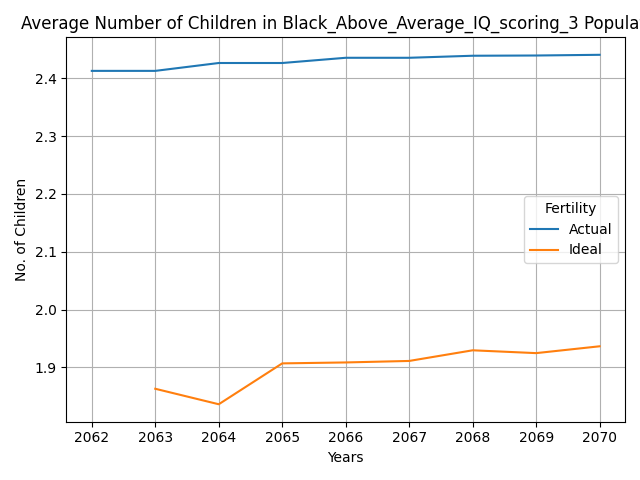 Average Number of Children in Black_Above_Average_IQ_scoring_3 Popula
2.4
2.3
2.2
2.1
2.0
1.9
No. of Children
Fertility
Actual
Ideal
2062 2063 2064 2065 2066 2067 2068 2069 2070
Years